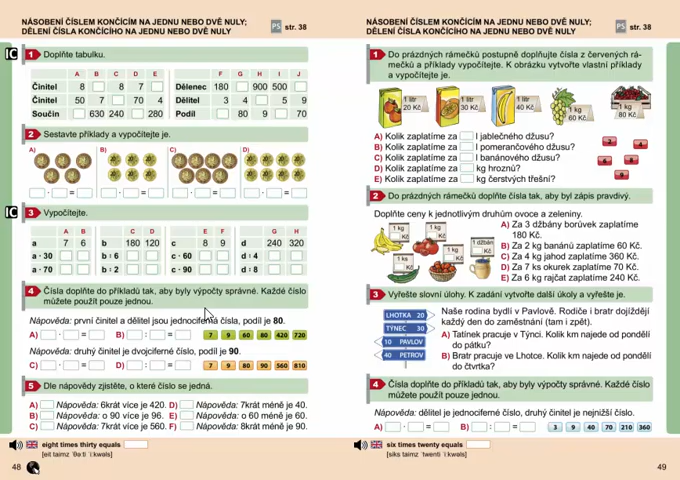 NÁSOBENÍ ČÍSLEM KONČÍCÍM NA JEDNU NEBO DVĚ NULY;
DĚLENÍ ČÍSLA KONČÍCÍHO NA JEDNU NEBO DVĚ NULY
PS str. 38
1 Doplňte tabulku.
A B C D E
Činitel 8 8 7
Činitel 50 7 70 4
Součin 630 240 280
F G H I J
Dělenec 180 900 500
Dělitel 3 4 5 9
Podíl 80 9 70
2 Sestavte příklady a vypočítejte je.
A) B) C) D)
· = · = · = · =
3 Vypočítejte.
A B
a 7 6
a · 30
a · 70
C D
b 180 120
b : 6
b : 2
E F
c 8 9
c · 60
c · 90
G H
d 240 320
d : 4
d : 8
4 Čísla doplňte do příkladů tak, aby byly výpočty správné. Každé číslo
můžete použít pouze jednou.
Nápověda: první činitel a dělitel jsou jednociferná čísla, podíl je 80.
A) · = B) : = 7 9 60 80 420 720
Nápověda: druhý činitel je dvojciferné číslo, podíl je 90.
C) · = D) : = 7 9 80 90 560 810
5 Dle nápovědy zjistěte, o které číslo se jedná.
A) Nápověda: 6krát více je 420. D) Nápověda: 7krát méně je 40.
B) Nápověda: o 90 více je 96. E) Nápověda: o 60 méně je 60.
C) Nápověda: 7krát více je 560. F) Nápověda: 8krát méně je 90.
eight times thirty equals
[eit taimz ˈθəːti ˈiːkwəls]
48
NÁSOBENÍ ČÍSLEM KONČÍCÍM NA JEDNU NEBO DVĚ NULY;
DĚLENÍ ČÍSLA KONČÍCÍHO NA JEDNU NEBO DVĚ NULY
PS str. 38
1 Do prázdných rámečků postupně doplňujte čísla z červených rá-
mečků a příklady vypočítejte. K obrázku vytvořte vlastní příklady
a vypočítejte je.
1 litr 20 Kč
1 litr 30 Kč
1 litr 40 Kč
1 kg 60 Kč
1 kg 80 Kč
A) Kolik zaplatíme za l jablečného džusu?
B) Kolik zaplatíme za l pomerančového džusu?
C) Kolik zaplatíme za l banánového džusu?
D) Kolik zaplatíme za kg hroznů?
E) Kolik zaplatíme za kg čerstvých třešní?
2 Do prázdných rámečků doplňte čísla tak, aby byl zápis pravdivý.
Doplňte ceny k jednotlivým druhům ovoce a zeleniny.
1 kg Kč
1 kg Kč
1 kg Kč
1 kg Kč
1 džbán Kč
A) Za 3 džbány borůvek zaplatíme
180 Kč.
B) Za 2 kg banánů zaplatíme 60 Kč.
C) Za 4 kg jahod zaplatíme 360 Kč.
D) Za 7 ks okurek zaplatíme 70 Kč.
E) Za 6 kg rajčat zaplatíme 240 Kč.
3 Vyřešte slovní úlohy. K zadání vytvořte další úkoly a vyřešte je.
LHOTKA 20
TÝNEC 30
10 PAVLOV
40 PETROV
Naše rodina bydlí v Pavlově. Rodiče i bratr dojíždějí
každý den do zaměstnání (tam i zpět).
A) Tatínek pracuje v Týnci. Kolik km najede od pondělí
do pátku?
B) Bratr pracuje ve Lhotce. Kolik km najede od pondělí
do čtvrtka?
4 Čísla doplňte do příkladů tak, aby byly výpočty správné. Každé číslo
můžete použít pouze jednou.
Nápověda: dělitel je jednociferné číslo, druhý činitel je nejnižší číslo.
A) · = B) : = 3 9 40 70 210 360
six times twenty equals
[siks taimz ˈtwenti ˈiːkwəls]
49